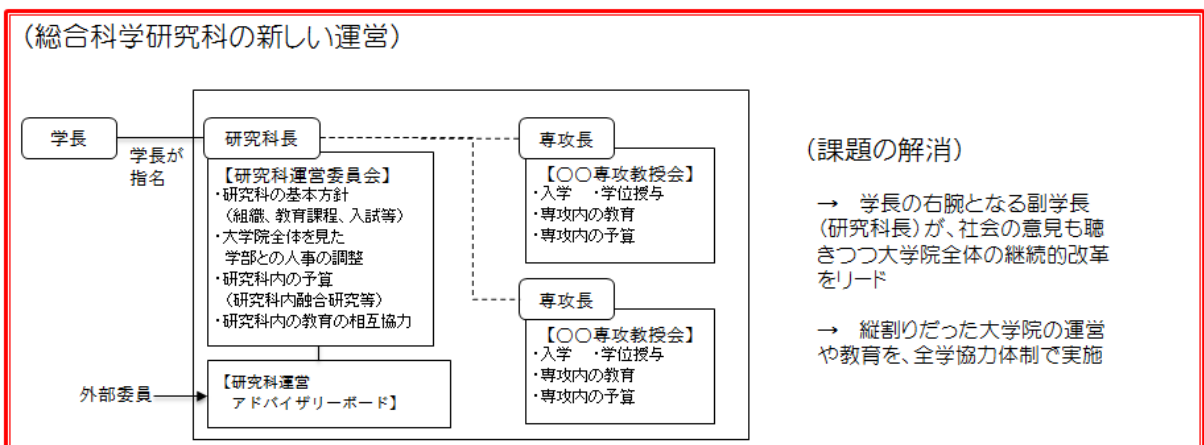 （総合科学研究科の新しい運営）
学長
学長が
指名
研究科長
【研究科運営委員会】
・研究科の基本方針
（組織、教育課程、入試等）
・大学院全体を見た
学部との人事の調整
・研究科内の予算
（研究科内融合研究等）
・研究科内の教育の相互協力
外部委員
【研究科運営
アドバイザリーボード】
専攻長
【〇〇専攻教授会】
・入学　・学位授与
・専攻内の教育
・専攻内の予算
専攻長
【〇〇専攻教授会】
・入学　・学位授与
・専攻内の教育
・専攻内の予算
（課題の解消）
→　学長の右腕となる副学長
（研究科長）が、社会の意見も聴
きつつ大学院全体の継続的改革
をリード
→　縦割りだった大学院の運営
や教育を、全学協力体制で実施